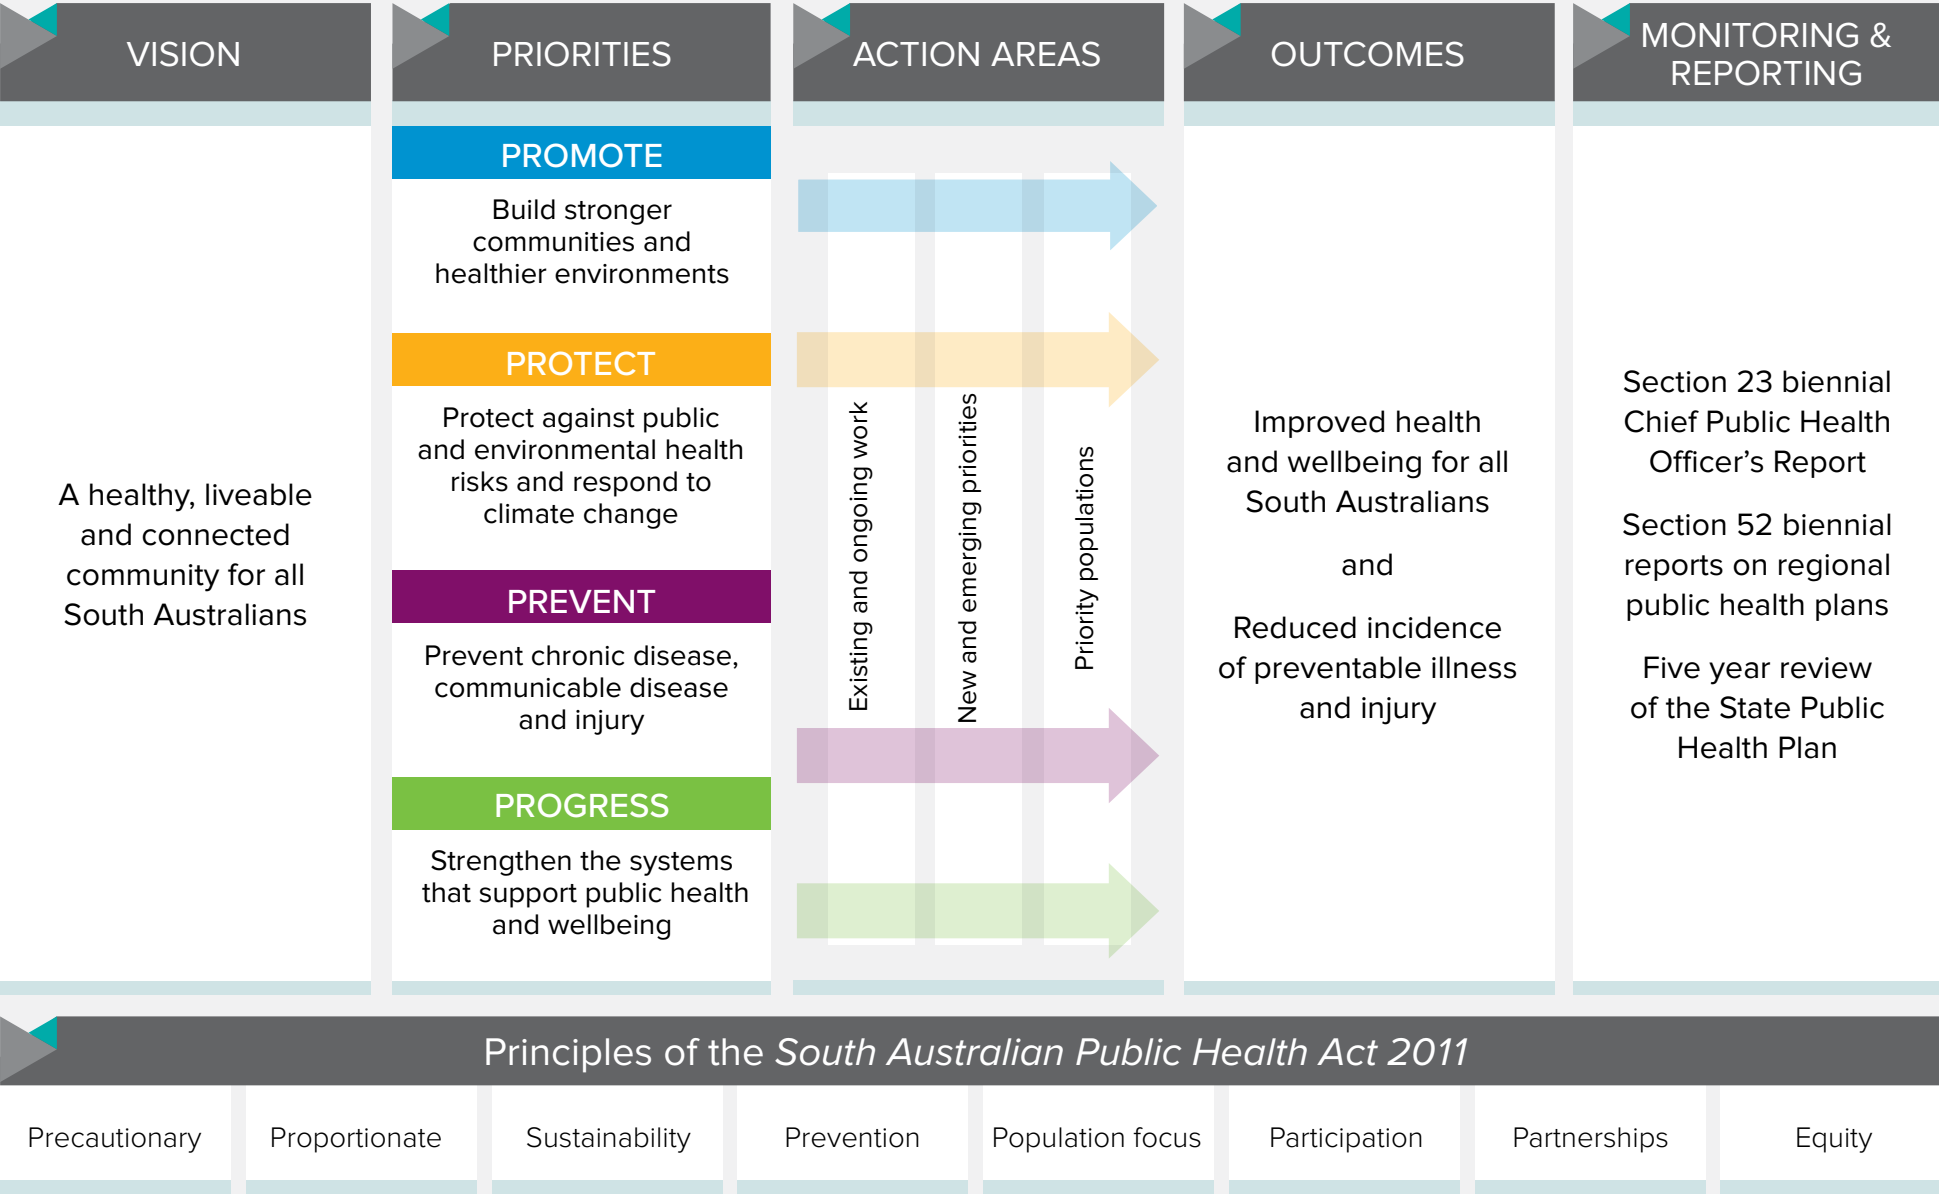 VISION
A healthy, liveable
and connected
community for all
South Australians
PRIORITIES
PROMOTE
Build stronger
communities and
healthier environments
PROTECT
Protect against public
and environmental health
risks and respond to
climate change
PREVENT
Prevent chronic disease,
communicable disease
and injury
PROGRESS
Strengthen the systems
that support public health
and wellbeing
ACTION AREAS
Existing and ongoing work
New and emerging priorities
Priority populations
OUTCOMES
Improved health
and wellbeing for all
South Australians
and
Reduced incidence
of preventable illness
and injury
MONITORING &
REPORTING
Section 23 biennial
Chief Public Health
Officer’s Report
Section 52 biennial
reports on regional
public health plans
Five year review
of the State Public
Health Plan
Principles of the South Australian Public Health Act 2011
Precautionary
Proportionate
Sustainability
Prevention
Population focus
Participation
Partnerships
Equity